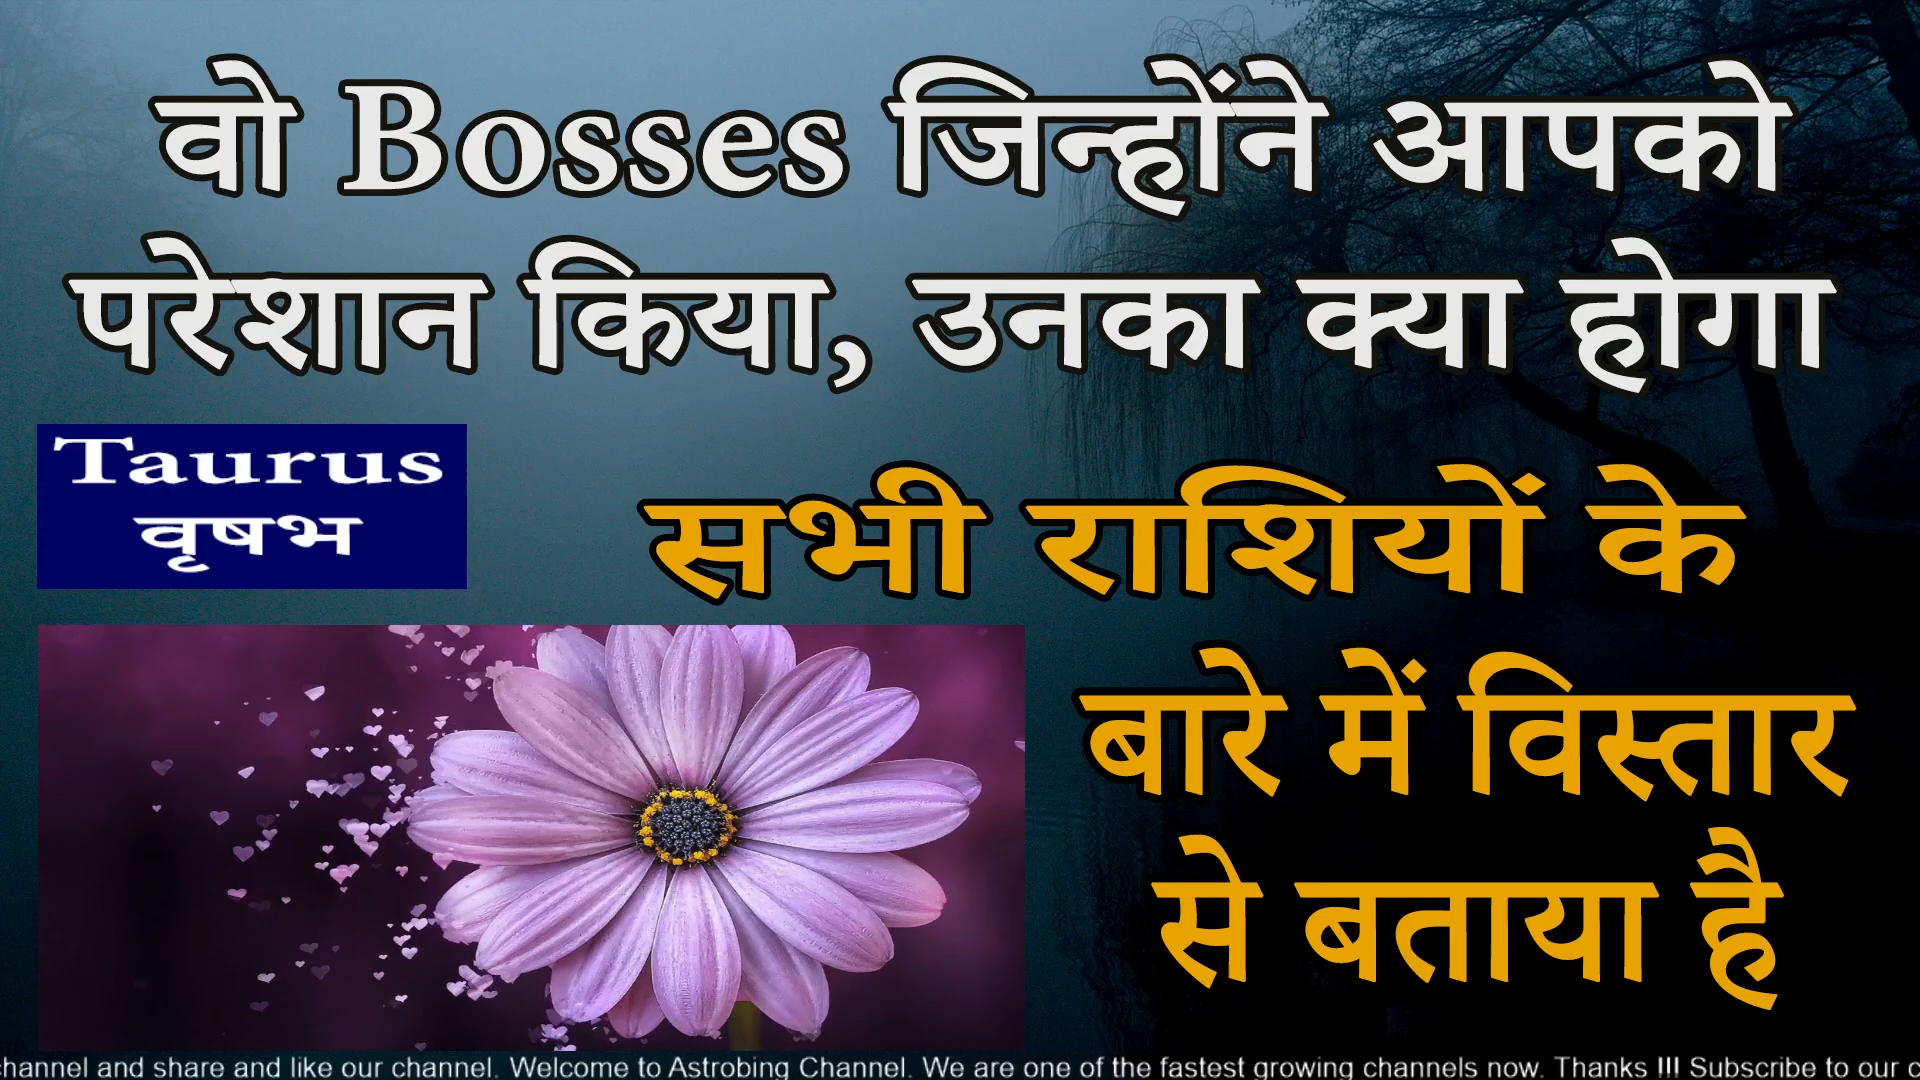 वो Bosses जिन्होंने आपको
परेशान किया, उनका क्या होगा
Taurus
वृषभ
सभी राशियों के
बारे में विस्तार
से बताया है
channel and share and like our channel. Welcome to Astrobing Channel. We are one of the fastest growing channels now. Thanks !!! Subscribe to our c